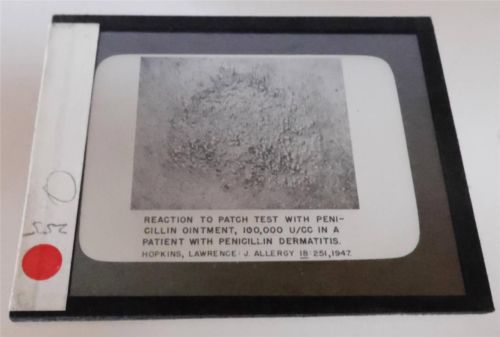 REACTION TO PATCH TEST WITH PENI-
CILLIN OINTMENT, 100,000 U/CC IN A
PATIENT WITH PENICILLIN DERMATITIS.
HOPKINS, LAWRENCE: J. ALLERGY 18:251,1947.